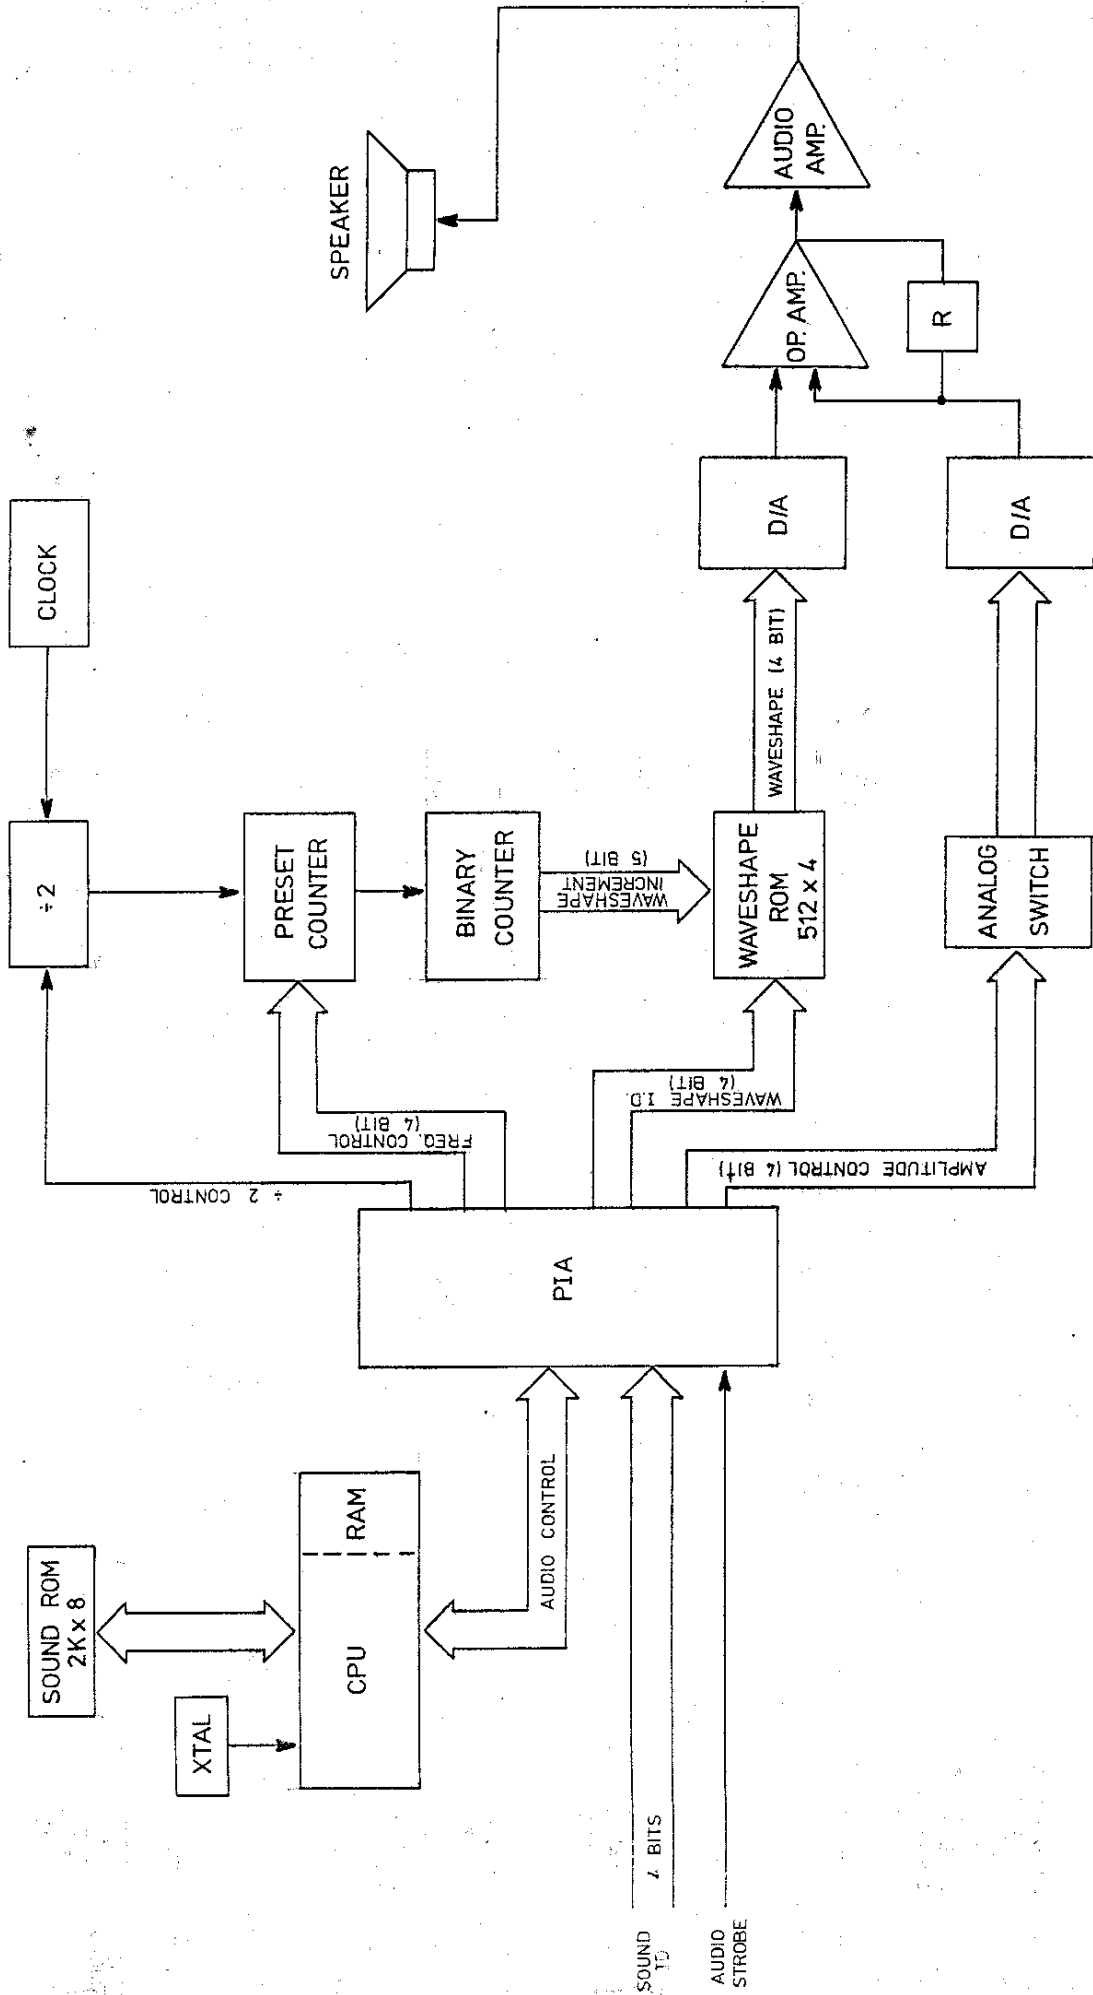 SOUND ROM
2K x 8
XTAL
CPU
RAM
AUDIO CONTROL
SOUND
TO
BITS
AUDIO
STROBE
PIA
÷ 2 CONTROL
FREQ. CONTROL
(4 BIT)
WAVESHAPE I.D.
(4 BIT)
AMPLITUDE CONTROL (4 BIT)
÷2
CLOCK
PRESET
COUNTER
BINARY
COUNTER
WAVESHAPE
INCREMENT
(5 BIT)
WAVESHAPE
ROM
512 x 4
WAVESHAPE (4 BIT)
ANALOG
SWITCH
D/A
D/A
OP. AMP.
R
AUDIO
AMP.
SPEAKER